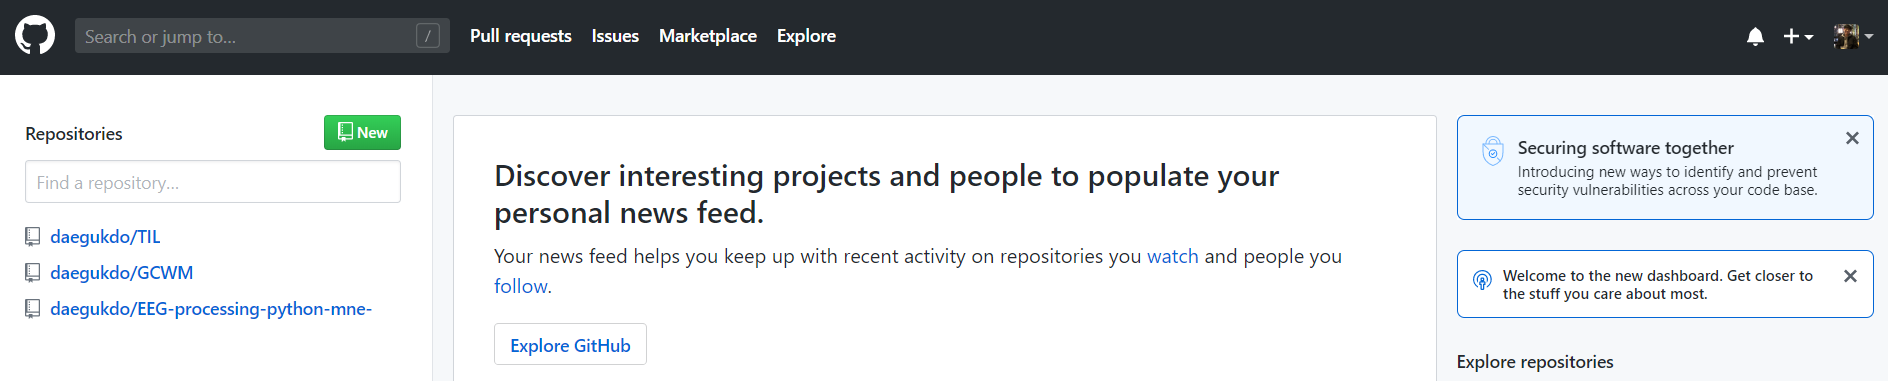 Search or jump to...
/
Pull requests
Issues
Marketplace
Explore
Repositories
New
Find a repository...
daegukdo/TIL
daegukdo/GCWM
daegukdo/EEG-processing-python-mne-
Discover interesting projects and people to populate your
personal news feed.
Your news feed helps you keep up with recent activity on repositories you watch and people you
follow.
Explore GitHub
Securing software together
Introducing new ways to identify and prevent
security vulnerabilities across your code base.
Welcome to the new dashboard. Get closer to
the stuff you care about most.
Explore repositories